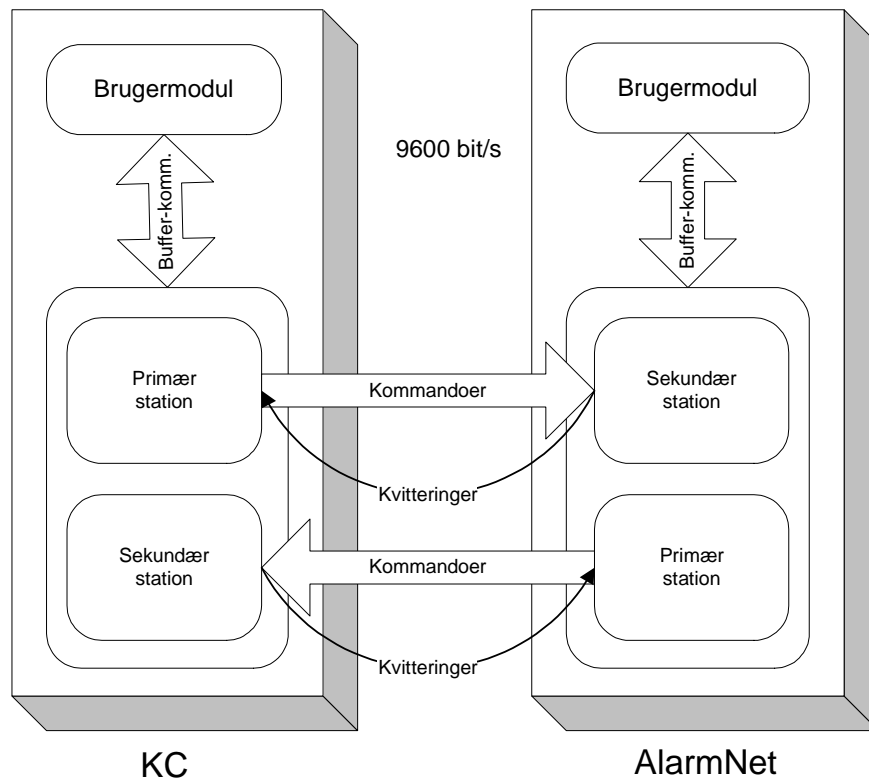 Brugermodul
Brugermodul
9600 bit/s
Buffer-komm.
Buffer-komm.
Primær
station
Kommandoer
Sekundær
station
Kvitteringer
Sekundær
station
Kommandoer
Primær
station
Kvitteringer
KC
AlarmNet